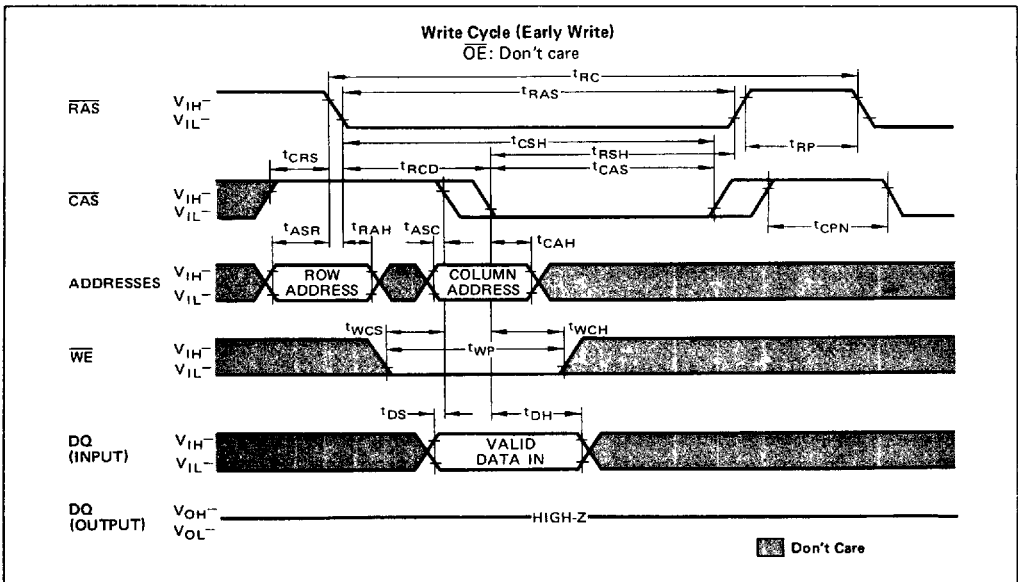 Write Cycle (Early Write)
OE: Don't care
tRC
RAS
VIH–
VIL–
tRAS
tRP
tCSH
tRSH
tCRS
tRCD
tCAS
CAS
VIH–
VIL–
tCPN
tASR
tRAH
tASC
tCAH
ADDRESSES
VIH–
VIL–
ROW
ADDRESS
COLUMN
ADDRESS
tWCS
tWCH
tWP
WE
VIH–
VIL–
tDS
tDH
DQ
(INPUT)
VIH–
VIL–
VALID
DATA IN
DQ
(OUTPUT)
VOH–
VOL–
HIGH-Z
Don't Care